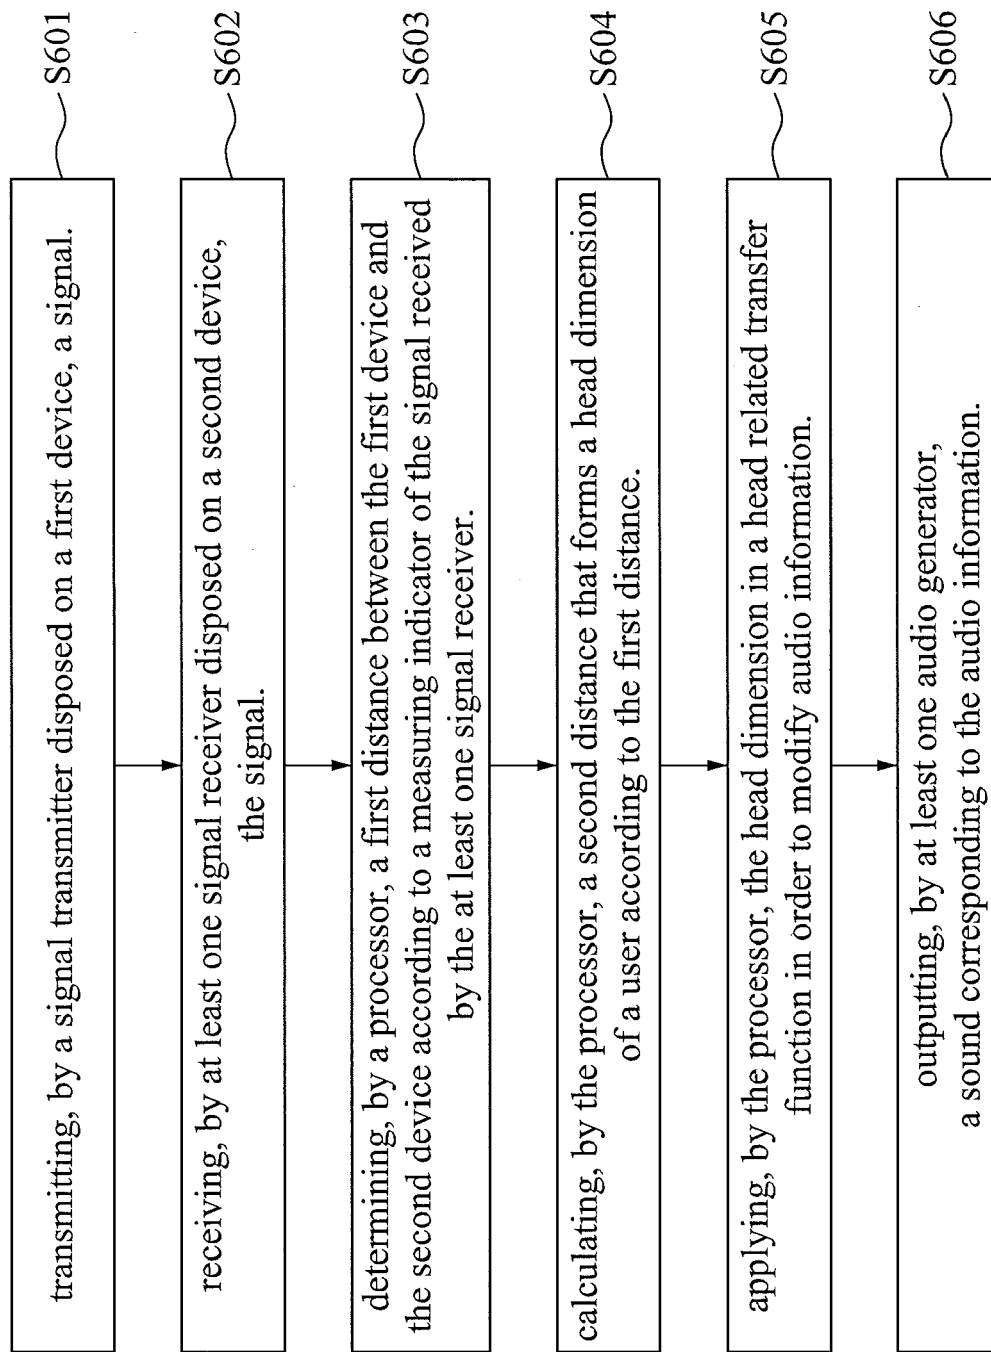 transmitting, by a signal transmitter disposed on a first device, a signal.
S601
receiving, by at least one signal receiver disposed on a second device,
the signal.
S602
determining, by a processor, a first distance between the first device and
the second device according to a measuring indicator of the signal received
by the at least one signal receiver.
S603
calculating, by the processor, a second distance that forms a head dimension
of a user according to the first distance.
S604
applying, by the processor, the head dimension in a head related transfer
function in order to modify audio information.
S605
outputting, by at least one audio generator,
a sound corresponding to the audio information.
S606